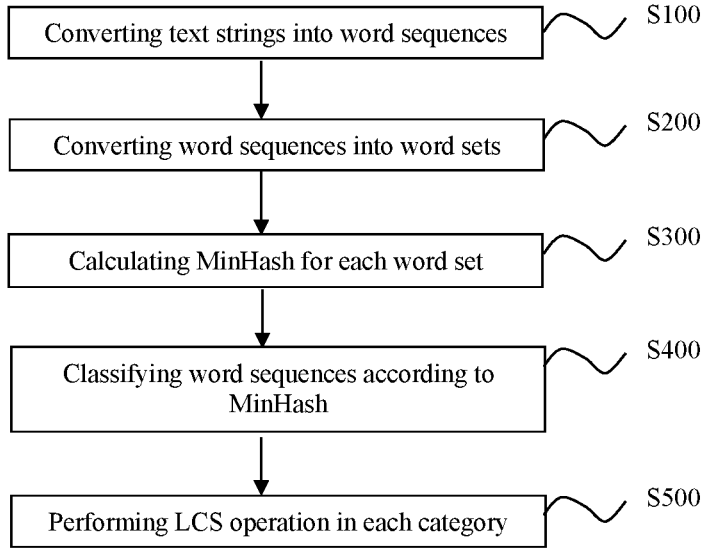 S100
Converting text strings into word sequences
S200
Converting word sequences into word sets
S300
Calculating MinHash for each word set
S400
Classifying word sequences according to
MinHash
S500
Performing LCS operation in each category